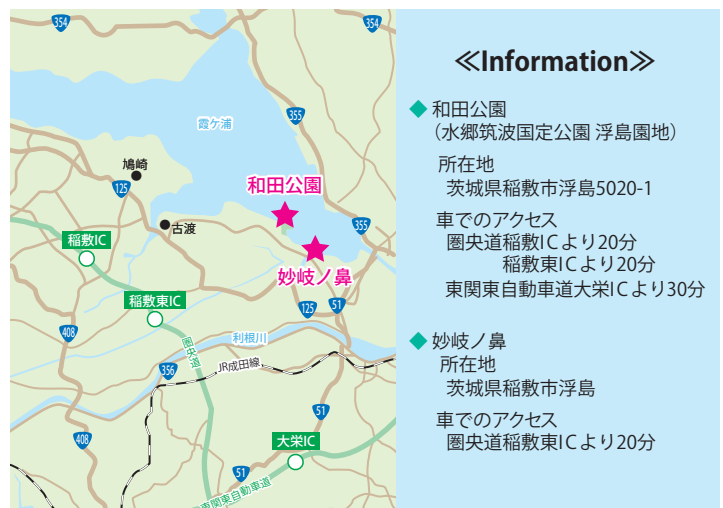 354
354
霞ケ浦
355
鳩崎
125
和田公園
355
古渡
稲敷IC
妙岐ノ鼻
稲敷東IC
125
51
408
利根川
圏央道
356
JR成田線
51
408
大栄IC
51
東関東自動車道
≪Information≫
◆ 和田公園
（水郷筑波国定公園 浮島園地）
所在地
茨城県稲敷市浮島5020-1
車でのアクセス
圏央道稲敷ICより20分
稲敷東ICより20分
東関東自動車道大栄ICより30分
◆ 妙岐ノ鼻
所在地
茨城県稲敷市浮島
車でのアクセス
圏央道稲敷東ICより20分